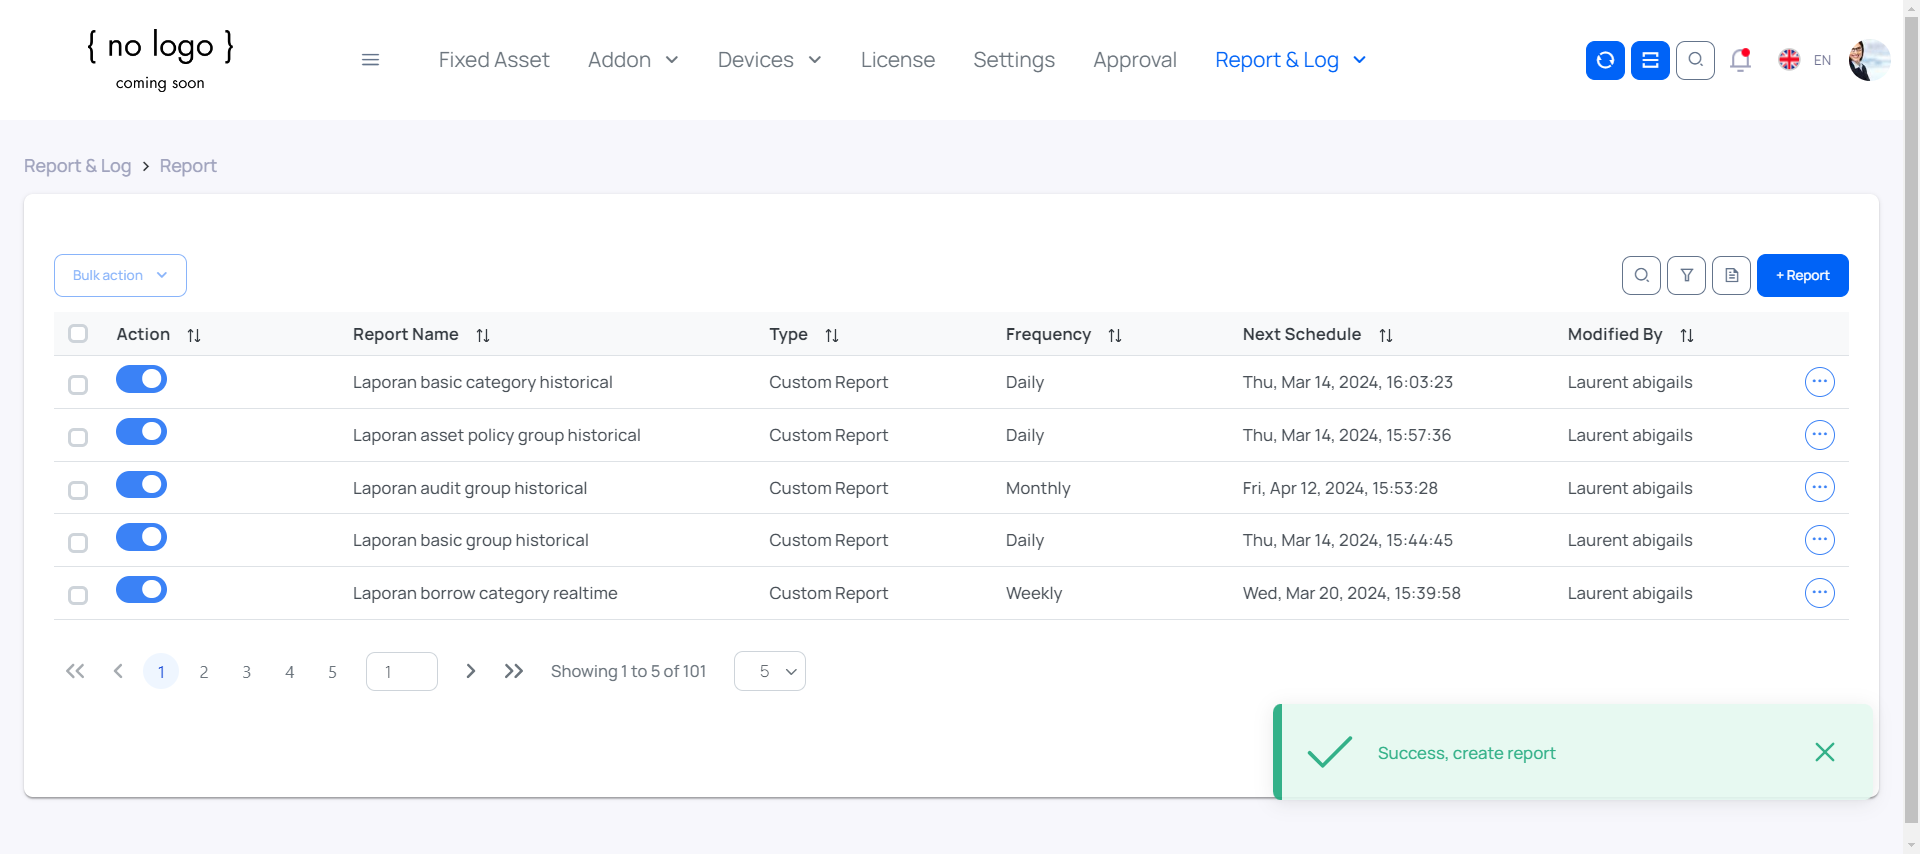 { no logo }
coming soon
Fixed Asset Addon Devices License Settings Approval Report & Log EN
Report & Log > Report
Bulk action + Report
Action Report Name Type Frequency Next Schedule Modified By
Laporan basic category historical Custom Report Daily Thu, Mar 14, 2024, 16:03:23 Laurent abigails
Laporan asset policy group historical Custom Report Daily Thu, Mar 14, 2024, 15:57:36 Laurent abigails
Laporan audit group historical Custom Report Monthly Fri, Apr 12, 2024, 15:53:28 Laurent abigails
Laporan basic group historical Custom Report Daily Thu, Mar 14, 2024, 15:44:45 Laurent abigails
Laporan borrow category realtime Custom Report Weekly Wed, Mar 20, 2024, 15:39:58 Laurent abigails
1 2 3 4 5 1 Showing 1 to 5 of 101 5
Success, create report